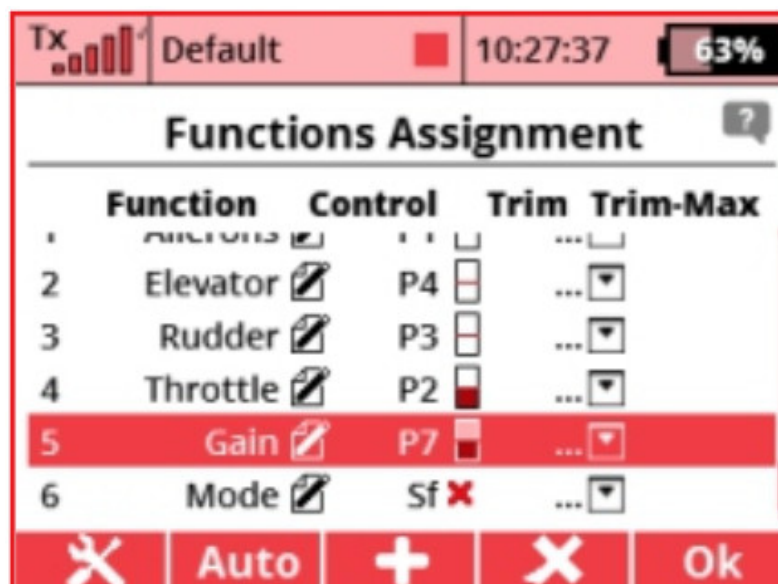 Tx Default 10:27:37 63%
Functions Assignment ?
Function Control Trim Trim-Max
2 Elevator P4 ...
3 Rudder P3 ...
4 Throttle P2 ...
5 Gain P7 ...
6 Mode Sf ...
Auto Ok